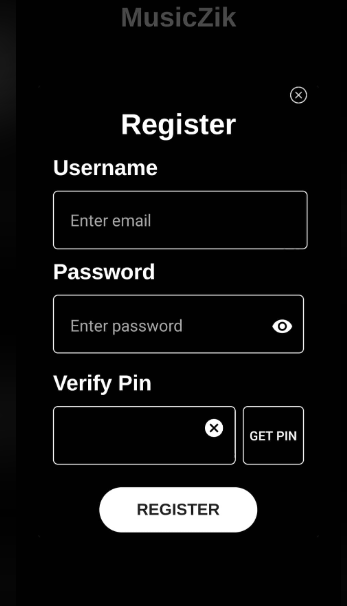 MusicZik
Register
Username
Enter email
Password
Enter password
Verify Pin
GET PIN
REGISTER